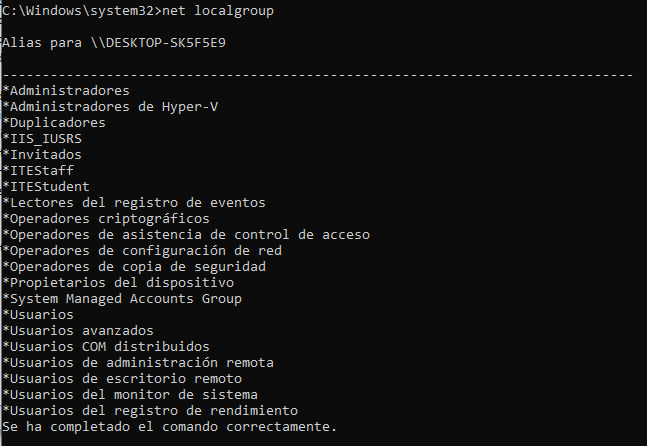 C:\Windows\system32>net localgroup
Alias para \\DESKTOP-SK5F5E9
-------------------------------------------------------------------------------
*Administradores
*Administradores de Hyper-V
*Duplicadores
*IIS_IUSRS
*Invitados
*ITEStaff
*ITEStudent
*Lectores del registro de eventos
*Operadores criptográficos
*Operadores de asistencia de control de acceso
*Operadores de configuración de red
*Operadores de copia de seguridad
*Propietarios del dispositivo
*System Managed Accounts Group
*Usuarios
*Usuarios avanzados
*Usuarios COM distribuidos
*Usuarios de administración remota
*Usuarios de escritorio remoto
*Usuarios del monitor de sistema
*Usuarios del registro de rendimiento
Se ha completado el comando correctamente.